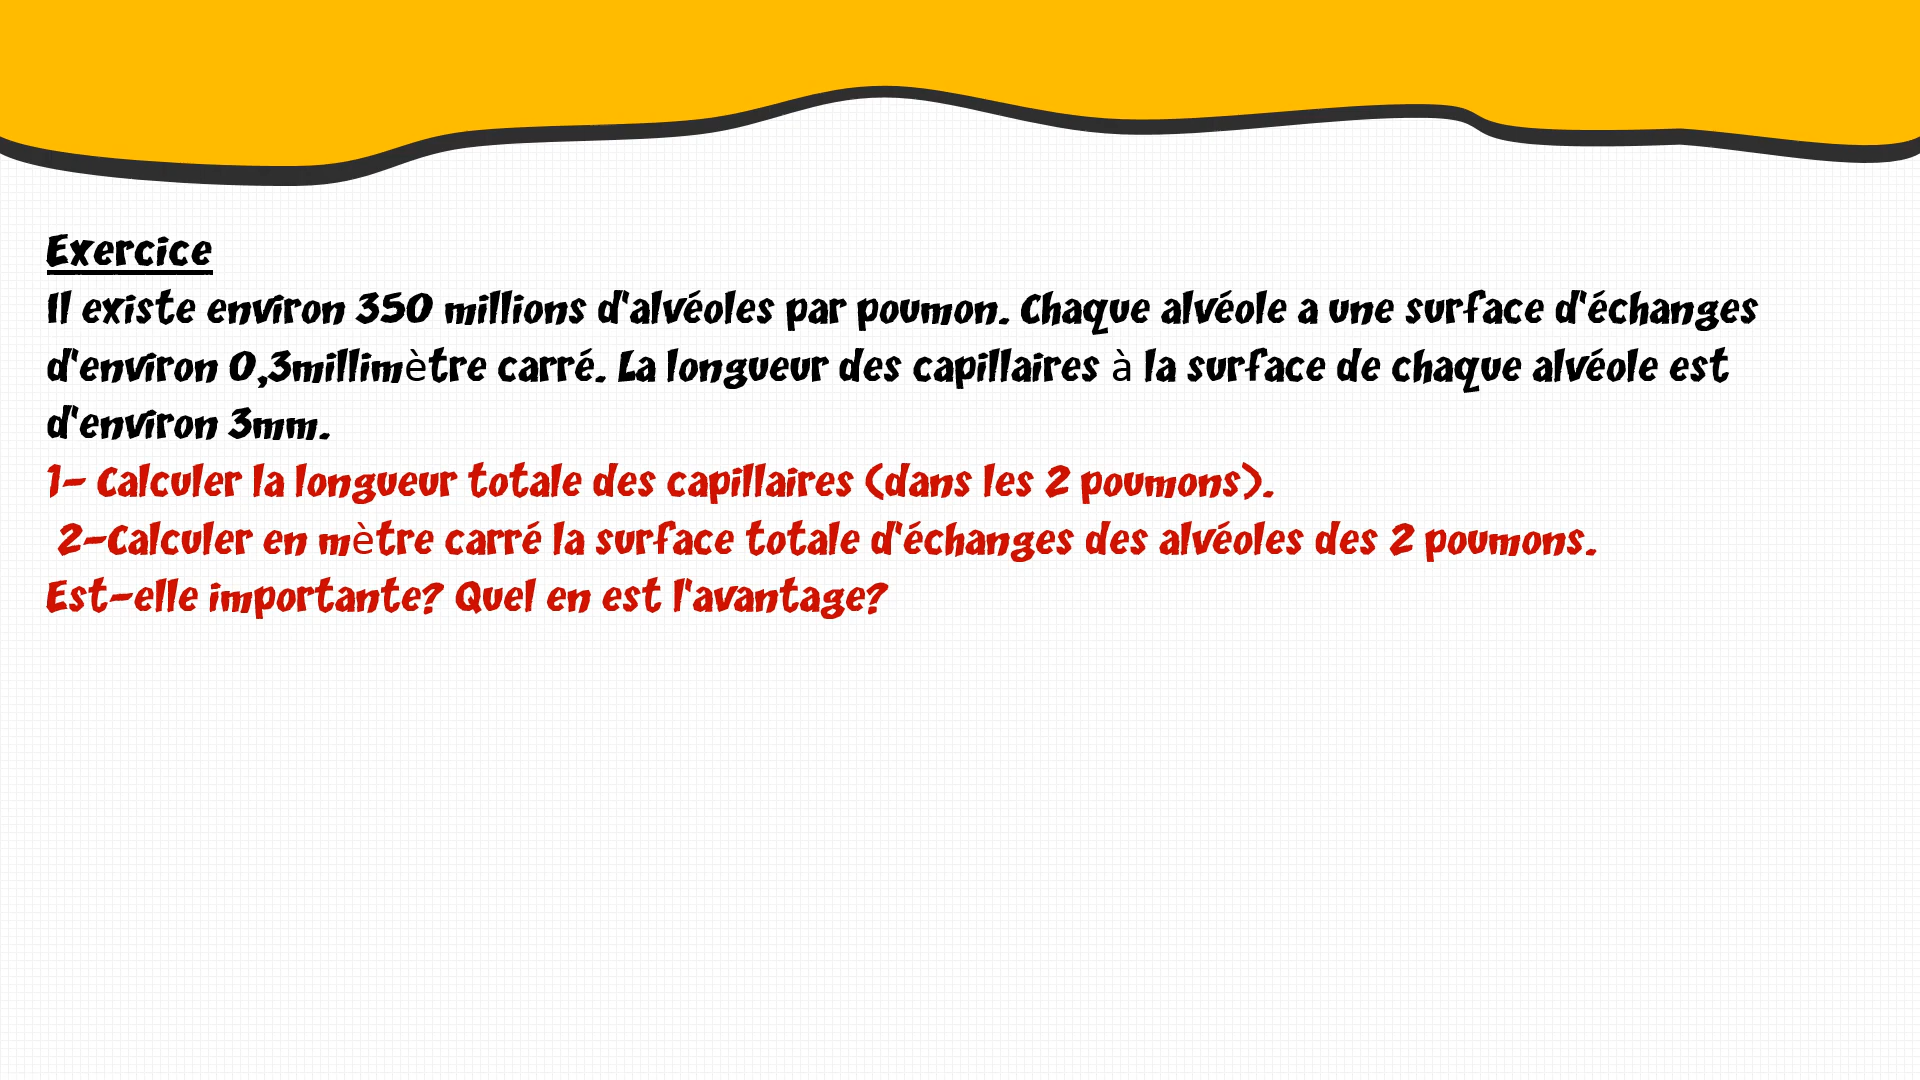 Exercice
Il existe environ 350 millions d'alvéoles par poumon. Chaque alvéole a une surface d'échanges
d'environ 0,3millimètre carré. La longueur des capillaires à la surface de chaque alvéole est
d'environ 3mm.
1- Calculer la longueur totale des capillaires (dans les 2 poumons).
2-Calculer en mètre carré la surface totale d'échanges des alvéoles des 2 poumons.
Est-elle importante? Quel en est l'avantage?